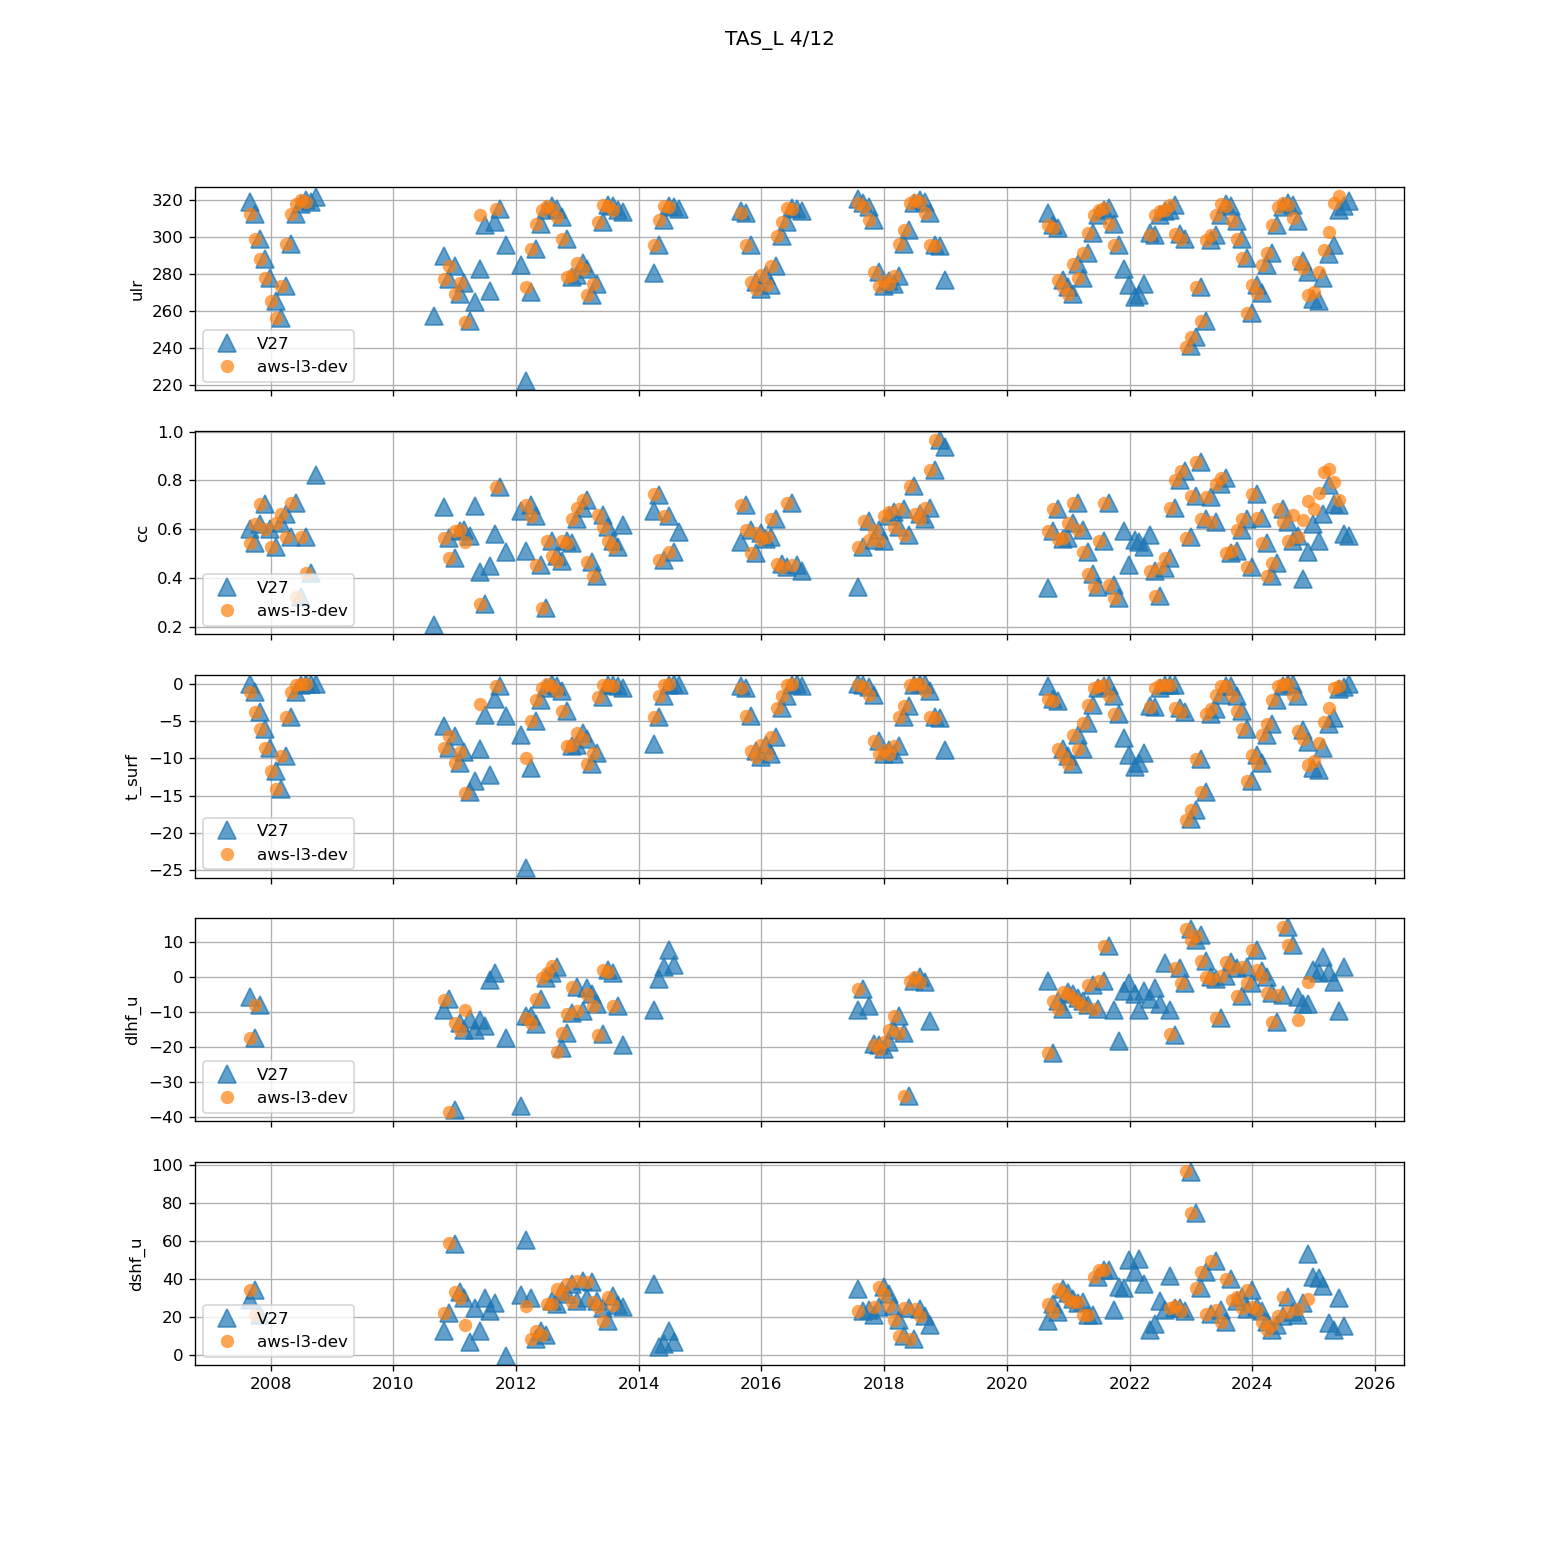 TAS_L 4/12
320
300
280
260
240
220
ulr
V27
aws-l3-dev
1.0
0.8
0.6
0.4
0.2
cc
V27
aws-l3-dev
0
−5
−10
−15
−20
−25
t_surf
V27
aws-l3-dev
10
0
−10
−20
−30
−40
dlhf_u
V27
aws-l3-dev
100
80
60
40
20
0
dshf_u
V27
aws-l3-dev
2008 2010 2012 2014 2016 2018 2020 2022 2024 2026